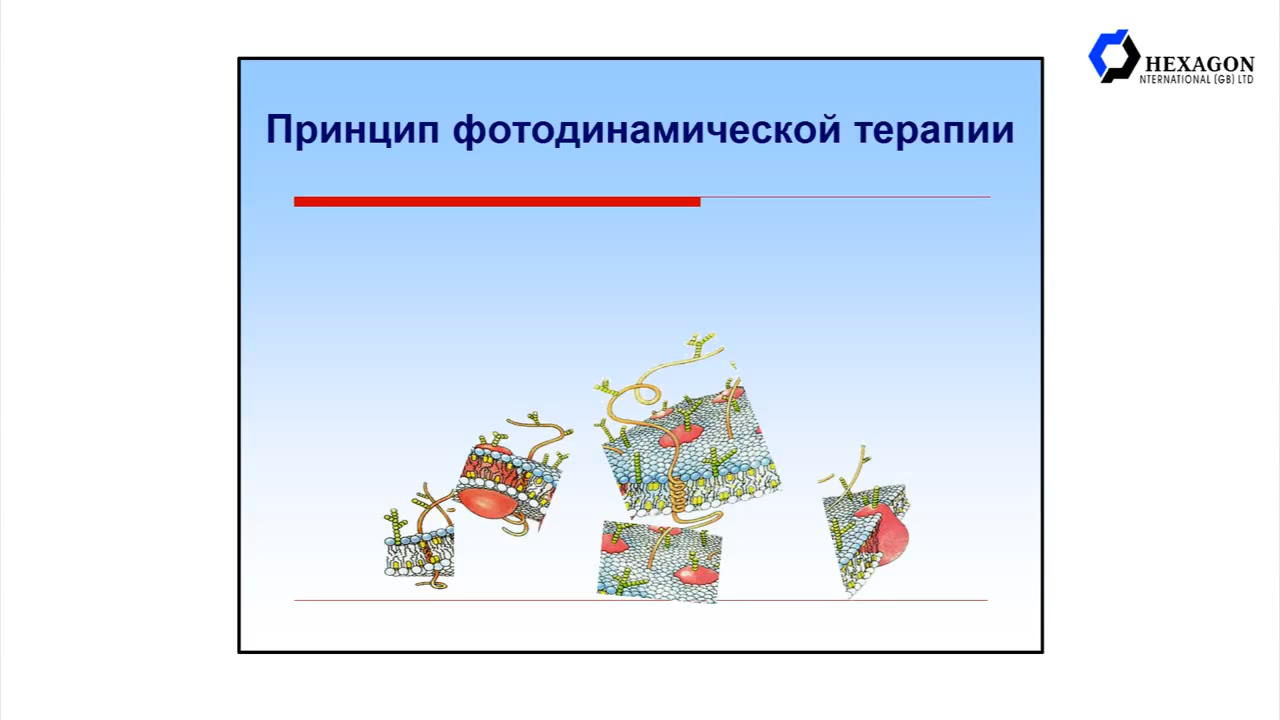 HEXAGON
NTERNATIONAL (GB) LTD
Принцип фотодинамической терапии